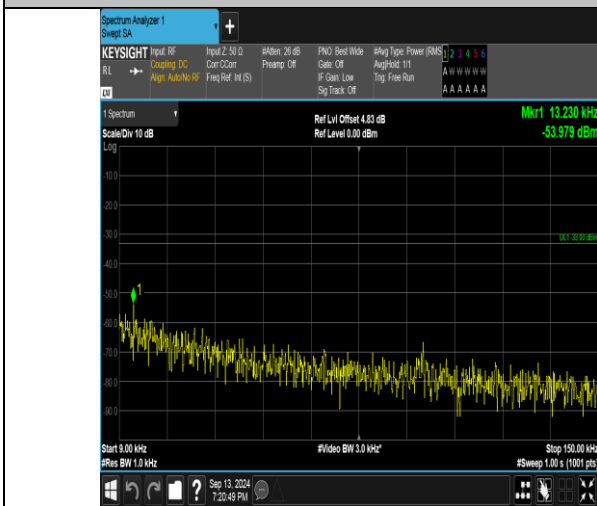 Spectrum Analyzer 1
Swept SA
KEYSIGHT
RL
Input: RF
Coupling: DC
Align: Auto/No RF
Input Z: 50 Ω
Corr CCorr
Freq Ref: Int (S)
#Atten: 26 dB
Preamp: Off
PNO: Best Wide
Gate: Off
IF Gain: Low
Sig Track: Off
#Avg Type: Power (RMS
Avg|Hold: 1/1
Trig: Free Run
1 2 3 4 5 6
A W W W W W
A A A A A A
1 Spectrum
Scale/Div 10 dB
Log
Ref Lvl Offset 4.83 dB
Ref Level 0.00 dBm
Mkr1 13.230 kHz
-53.979 dBm
-10.0
-20.0
-30.0
DL1 -33.00 dBm
-40.0
-50.0
1
-60.0
-70.0
-80.0
-90.0
Start 9.00 kHz
#Res BW 1.0 kHz
#Video BW 3.0 kHz*
Stop 150.00 kHz
#Sweep 1.00 s (1001 pts)
?
Sep 13, 2024
7:20:49 PM